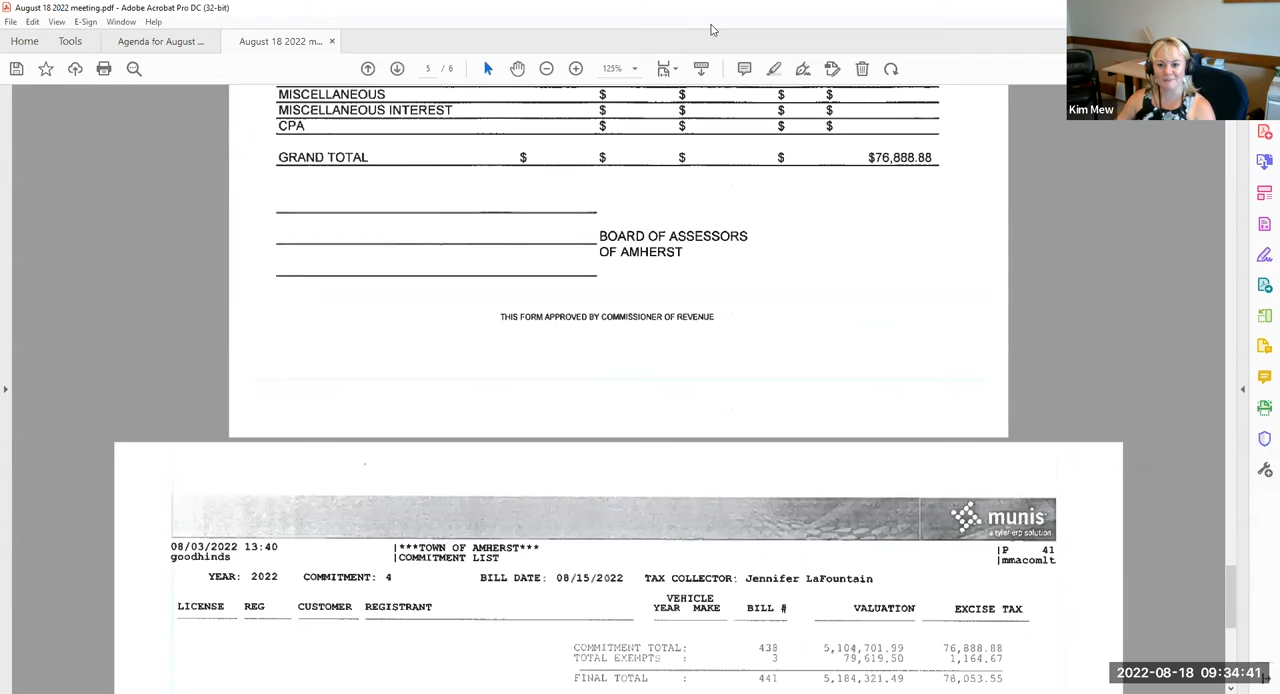 August 18 2022 meeting.pdf - Adobe Acrobat Pro DC (32-bit)
File Edit View E-Sign Window Help
Home Tools Agenda for August ... August 18 2022 m... ×
5 / 6 125%
Kim Mew
MISCELLANEOUS $ $ $ $
MISCELLANEOUS INTEREST $ $ $ $
CPA $ $ $ $
GRAND TOTAL $ $ $ $ $76,888.88
BOARD OF ASSESSORS
OF AMHERST
THIS FORM APPROVED BY COMMISSIONER OF REVENUE
munis
a tyler erp solution
08/03/2022 13:40 |***TOWN OF AMHERST*** |P 41
goodhinds |COMMITMENT LIST |mmacomlt
YEAR: 2022 COMMITMENT: 4 BILL DATE: 08/15/2022 TAX COLLECTOR: Jennifer LaFountain
VEHICLE
LICENSE REG CUSTOMER REGISTRANT YEAR MAKE BILL # VALUATION EXCISE TAX
COMMITMENT TOTAL: 438 5,104,701.99 76,888.88
TOTAL EXEMPTS : 3 79,619.50 1,164.67
FINAL TOTAL : 441 5,184,321.49 78,053.55
2022-08-18 09:34:41